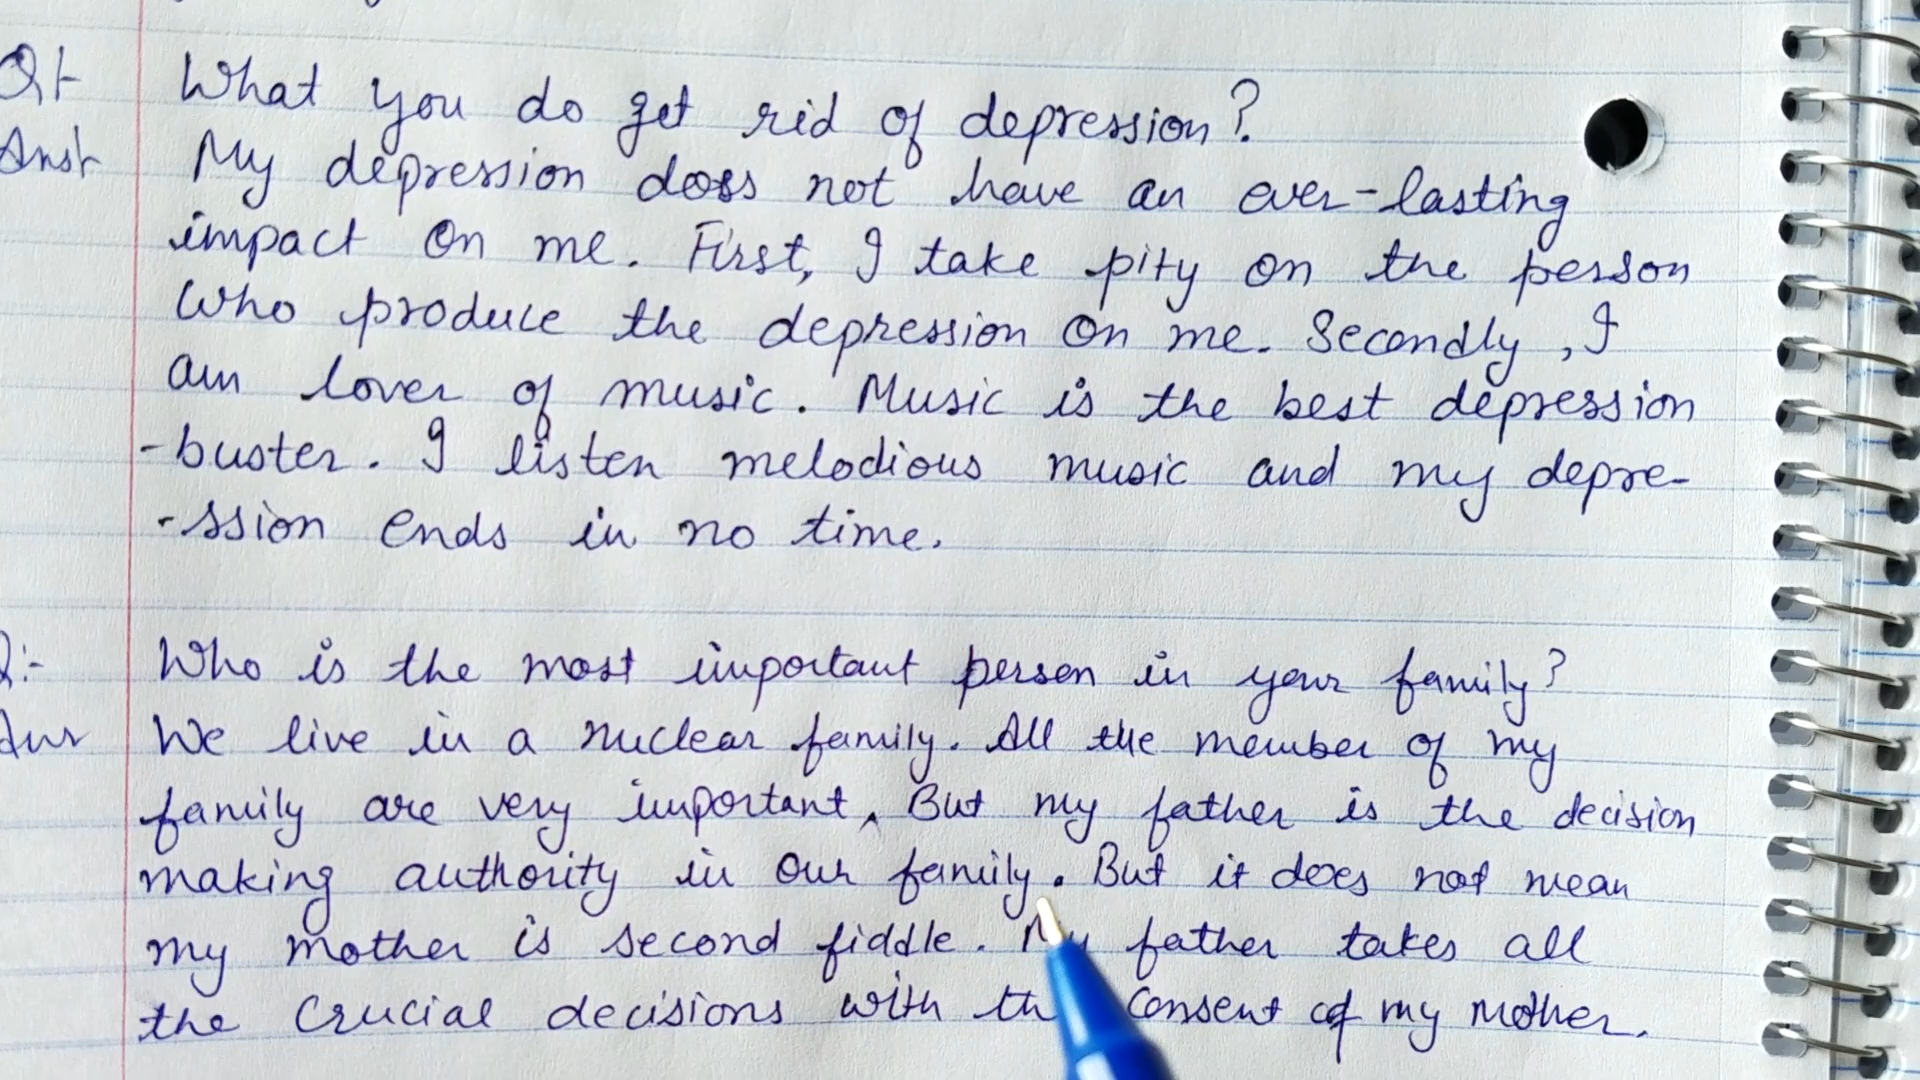 Q:- What you do get rid of depression?
Ans:- My depression does not have an ever-lasting
impact on me. First, I take pity on the person
who produce the depression on me. Secondly, I
am lover of music. Music is the best depression
-buster. I listen melodious music and my depre-
-ssion ends in no time.
Q:- Who is the most important person in your family?
Ans We live in a nuclear family. All the member of my
family are very important. But my father is the decision
making authority in our family. But it does not mean
my mother is second fiddle. My father takes all
the crucial decisions with the consent of my mother.